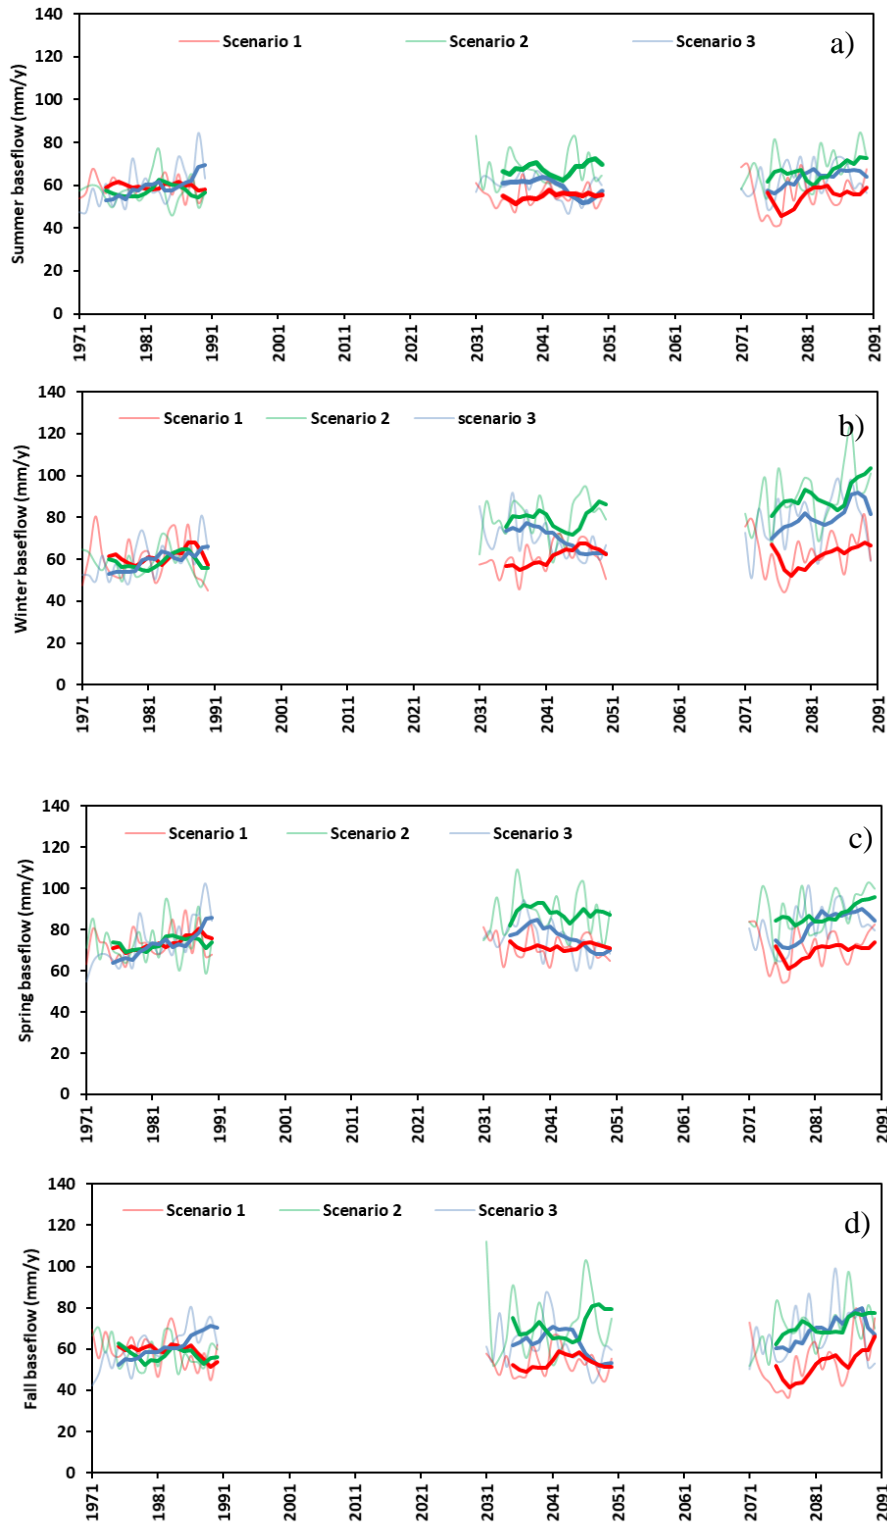 140
120
100
80
60
40
20
0
Summer baseflow (mm/y)
Scenario 1 Scenario 2 Scenario 3
a)
1971 1981 1991 2001 2011 2021 2031 2041 2051 2061 2071 2081 2091
140
120
100
80
60
40
20
0
Winter baseflow (mm/y)
Scenario 1 Scenario 2 scenario 3
b)
1971 1981 1991 2001 2011 2021 2031 2041 2051 2061 2071 2081 2091
140
120
100
80
60
40
20
0
Spring baseflow (mm/y)
Scenario 1 Scenario 2 Scenario 3
c)
1971 1981 1991 2001 2011 2021 2031 2041 2051 2061 2071 2081 2091
140
120
100
80
60
40
20
0
Fall baseflow (mm/y)
Scenario 1 Scenario 2 Scenario 3
d)
1971 1981 1991 2001 2011 2021 2031 2041 2051 2061 2071 2081 2091